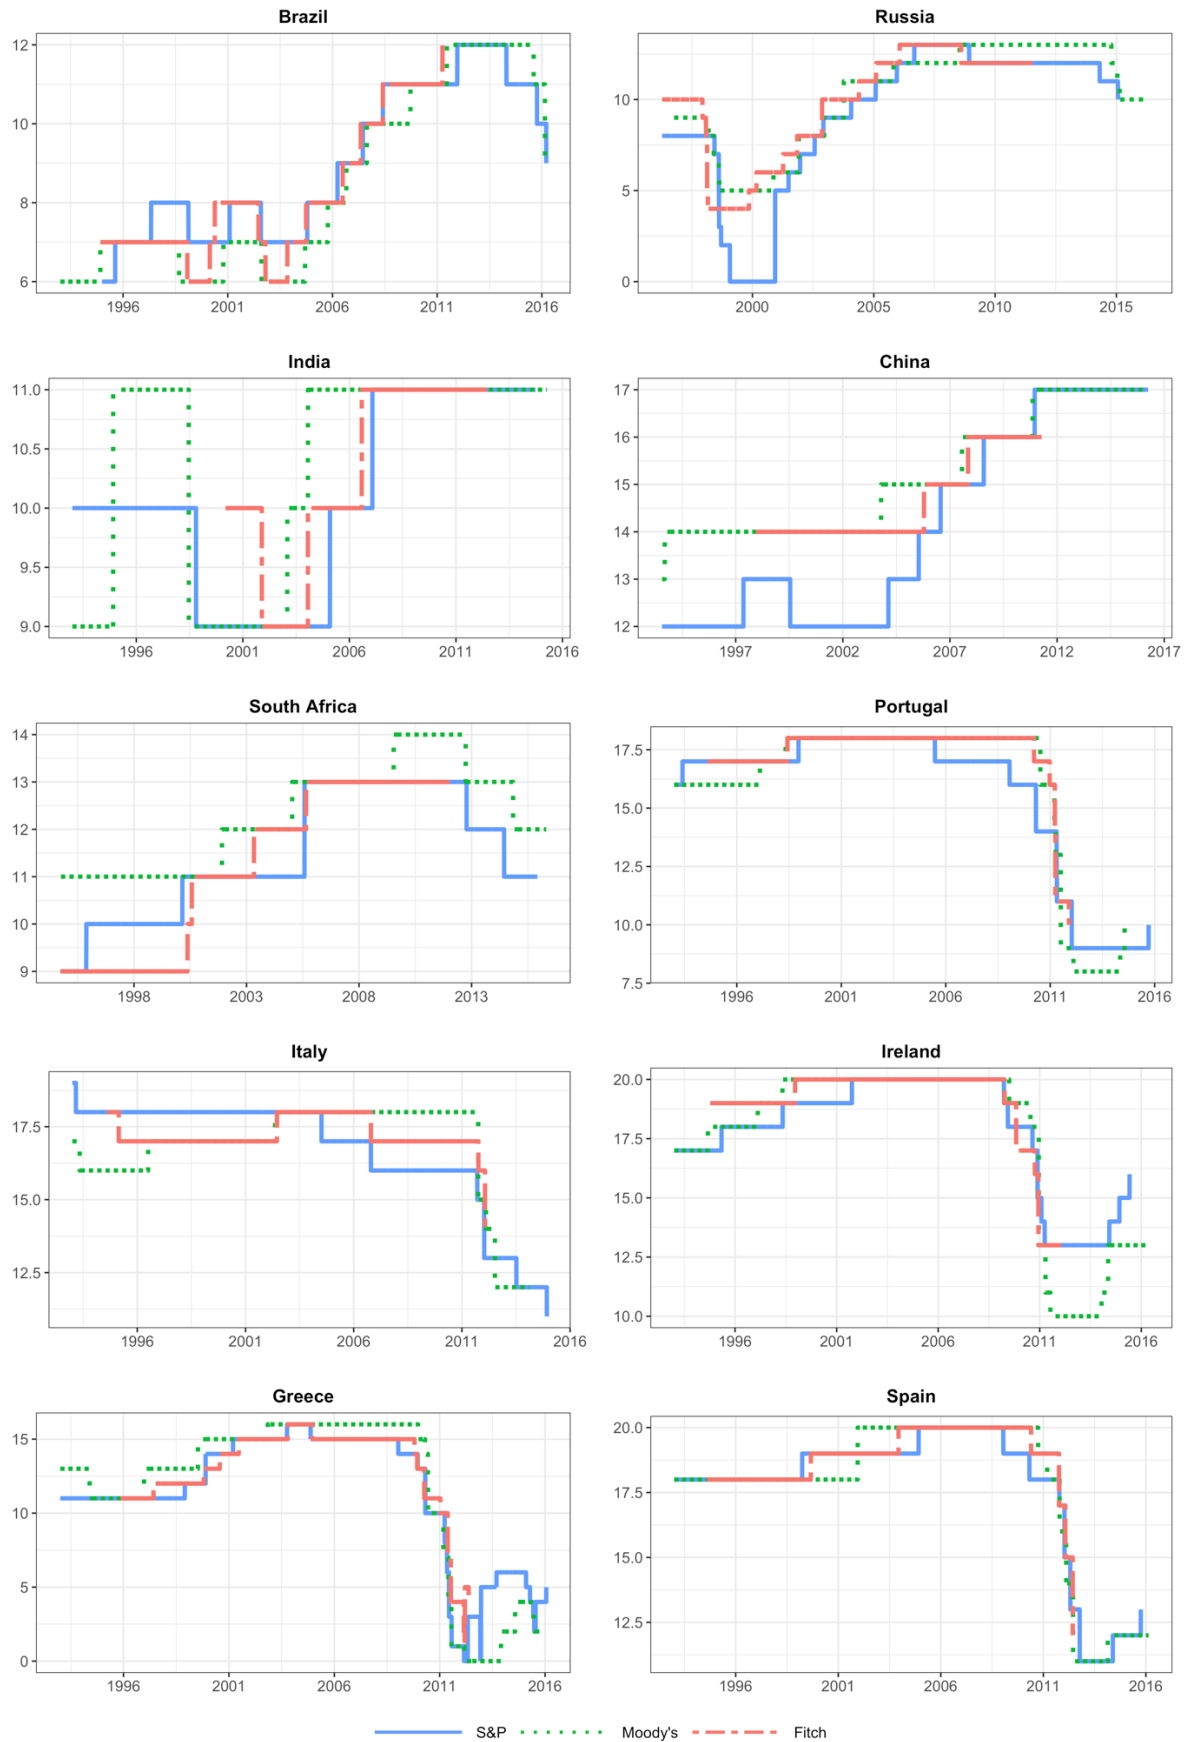 Brazil Russia
12
10
8
6
1996 2001 2006 2011 2016
10
5
0
2000 2005 2010 2015
India China
11.0
10.5
10.0
9.5
9.0
1996 2001 2006 2011 2016
17
16
15
14
13
12
1997 2002 2007 2012 2017
South Africa Portugal
14
13
12
11
10
9
1998 2003 2008 2013
17.5
15.0
12.5
10.0
7.5
1996 2001 2006 2011 2016
Italy Ireland
17.5
15.0
12.5
1996 2001 2006 2011 2016
20.0
17.5
15.0
12.5
10.0
1996 2001 2006 2011 2016
Greece Spain
15
10
5
0
1996 2001 2006 2011 2016
20.0
17.5
15.0
12.5
1996 2001 2006 2011 2016
S&P Moody's Fitch